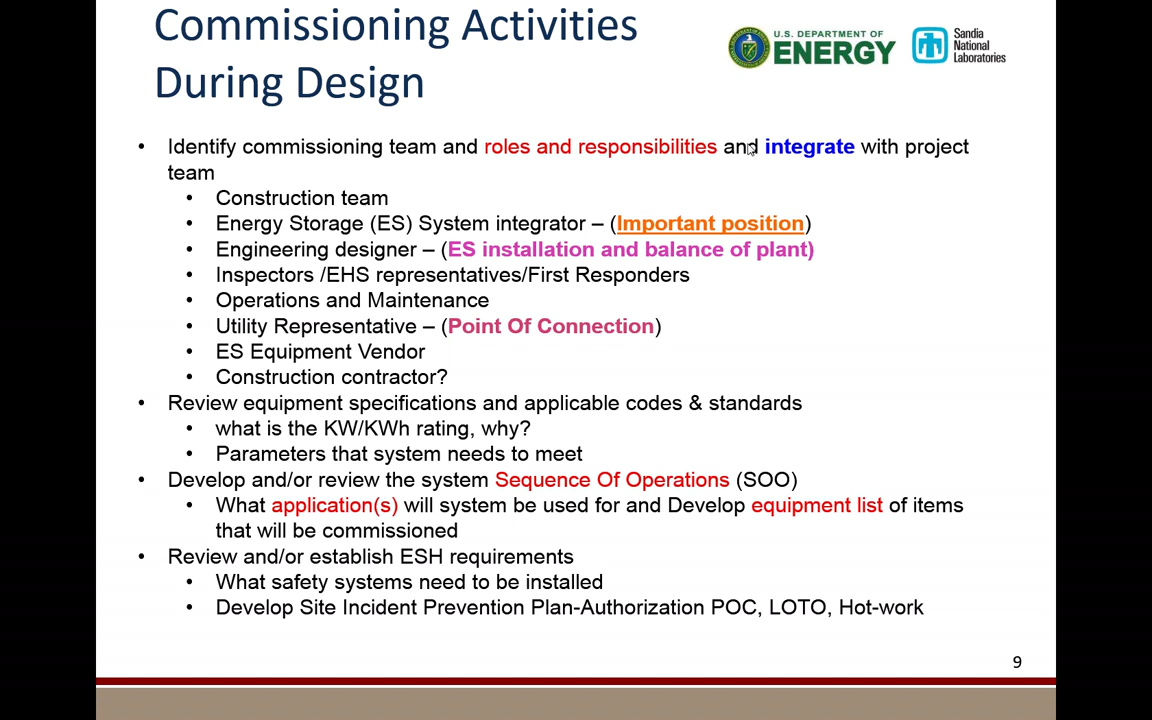 Commissioning Activities
During Design
U.S. DEPARTMENT OF
ENERGY
Sandia
National
Laboratories
• Identify commissioning team and roles and responsibilities and integrate with project
team
• Construction team
• Energy Storage (ES) System integrator – (Important position)
• Engineering designer – (ES installation and balance of plant)
• Inspectors /EHS representatives/First Responders
• Operations and Maintenance
• Utility Representative – (Point Of Connection)
• ES Equipment Vendor
• Construction contractor?
• Review equipment specifications and applicable codes & standards
• what is the KW/KWh rating, why?
• Parameters that system needs to meet
• Develop and/or review the system Sequence Of Operations (SOO)
• What application(s) will system be used for and Develop equipment list of items
that will be commissioned
• Review and/or establish ESH requirements
• What safety systems need to be installed
• Develop Site Incident Prevention Plan-Authorization POC, LOTO, Hot-work
9